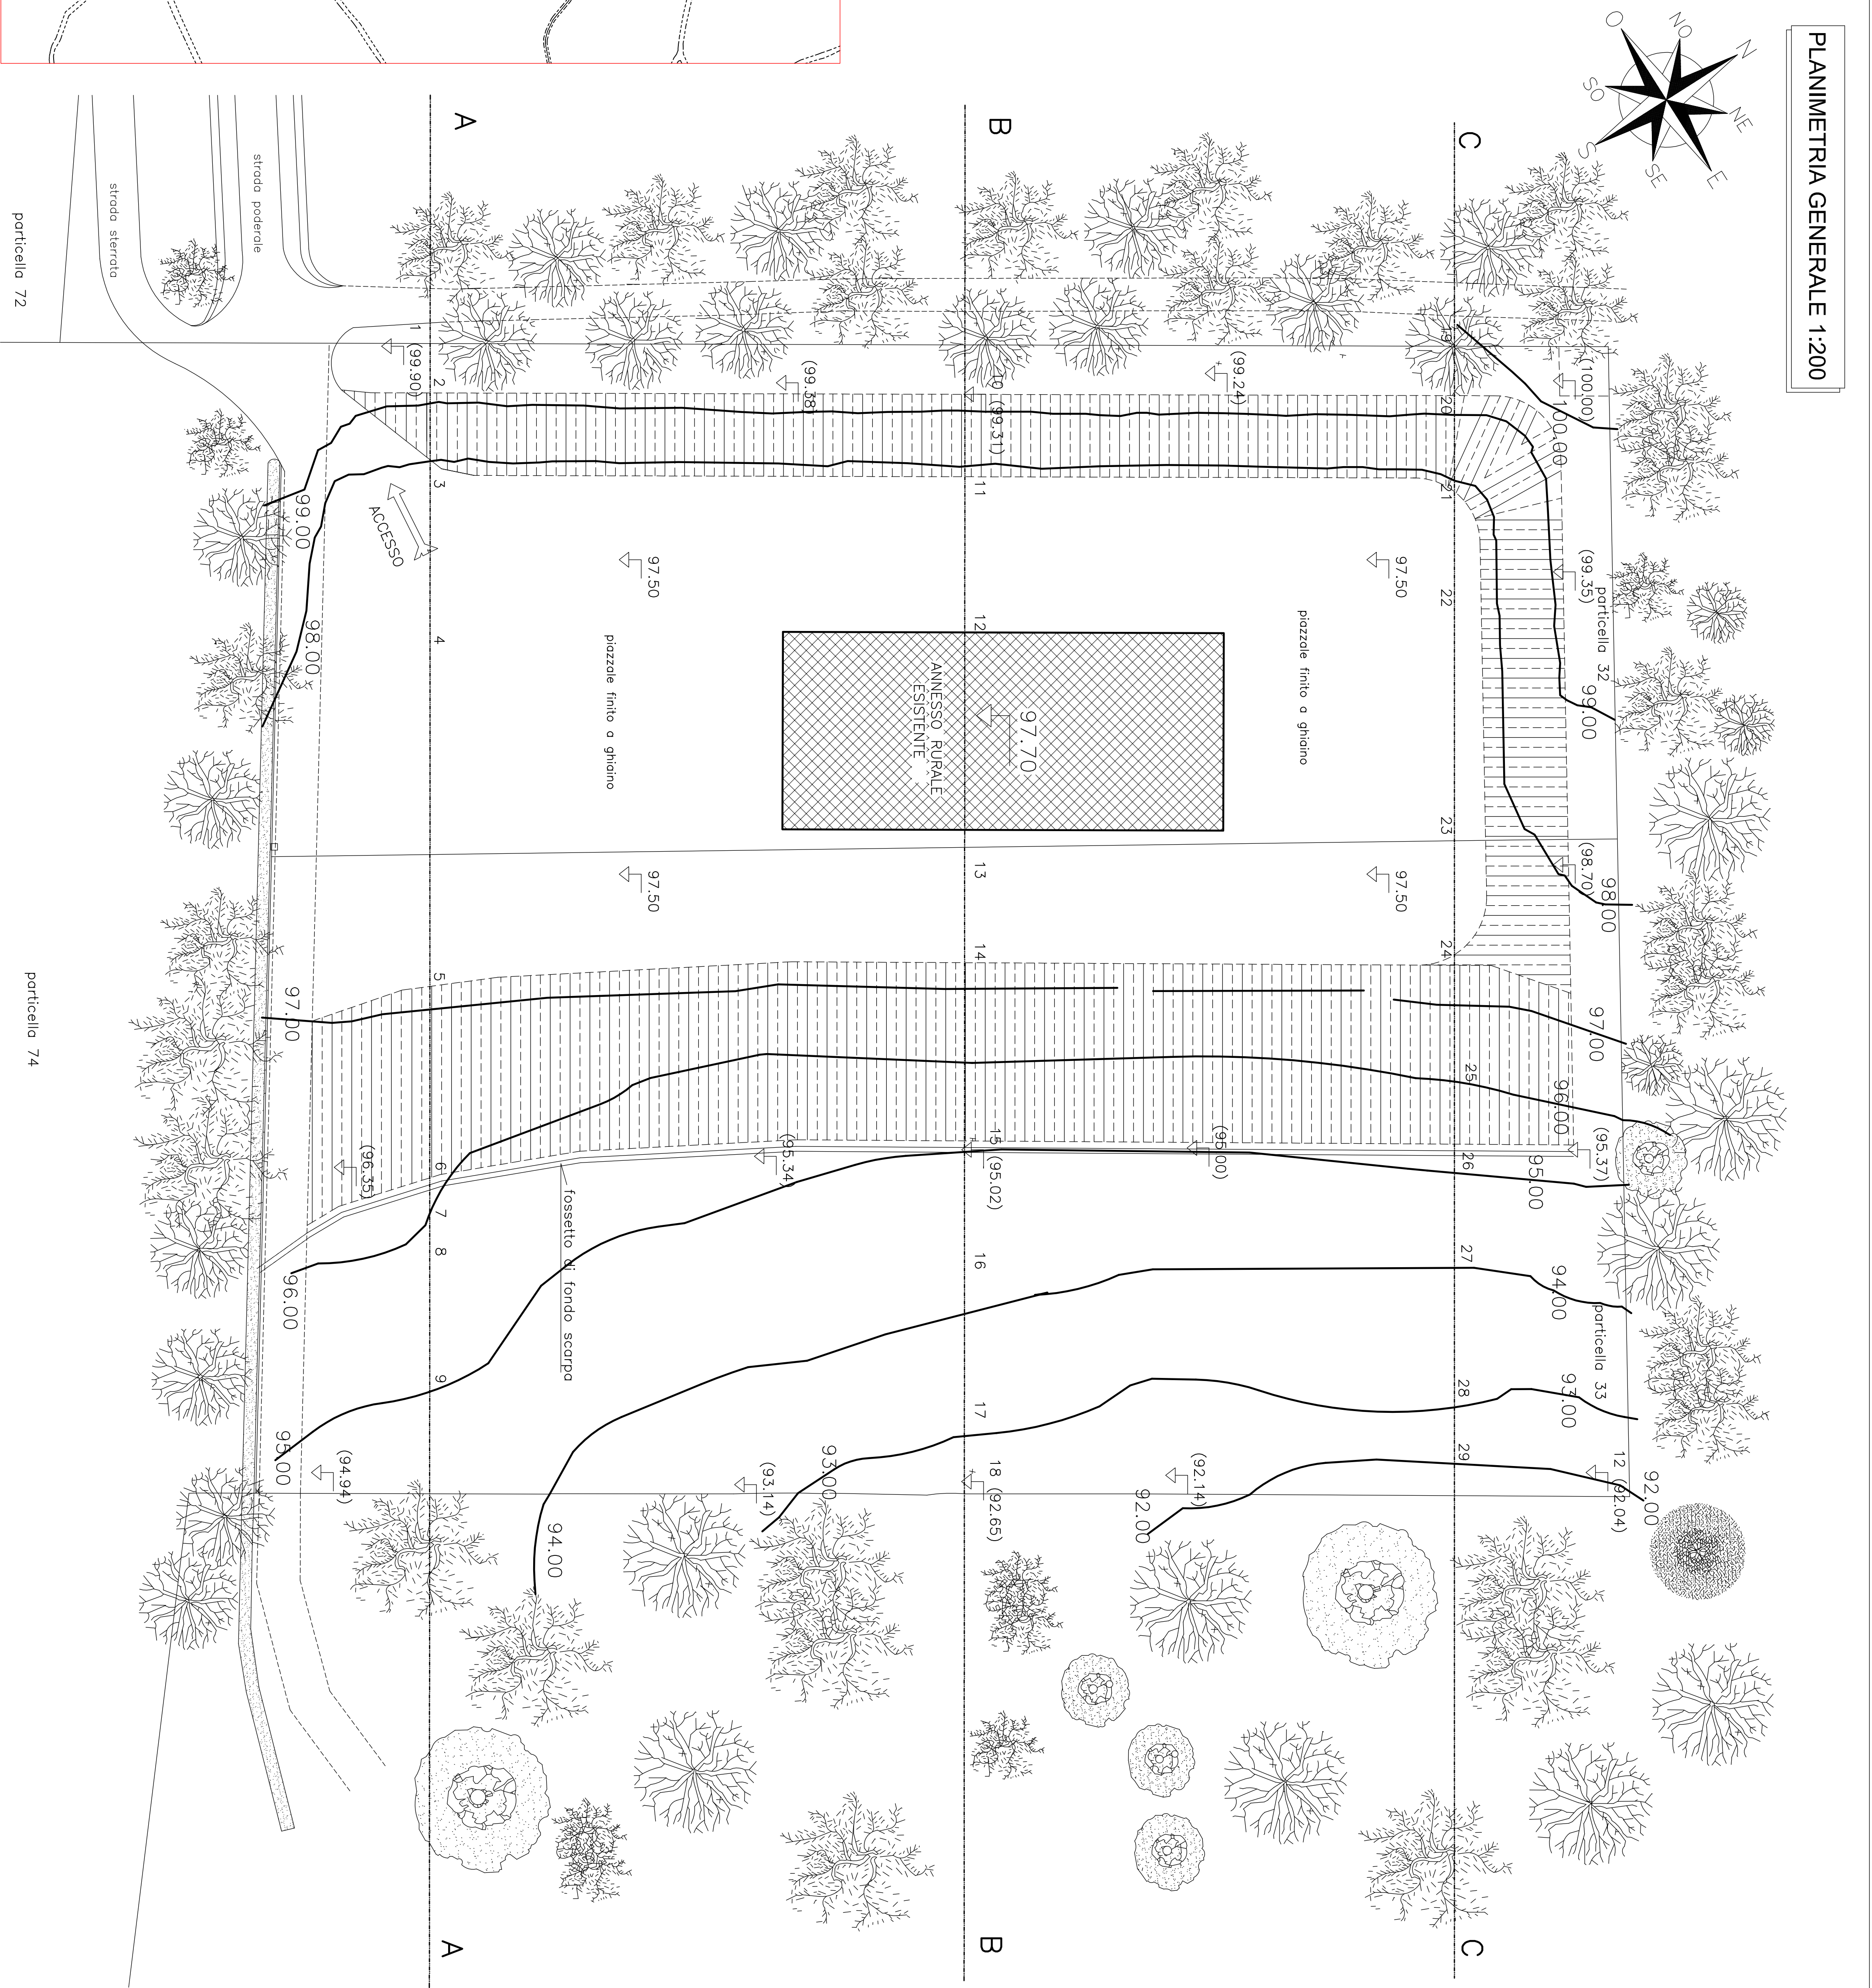 PLANIMETRIA GENERALE 1:200
N
NE
E
SE
S
SO
O
NO
C
19
(100.00)
20
100.00
21
(99.35)
particella 32
22
99.00
23
(98.70)
98.00
24
97.00
25
96.00
(95.37)
26
95.00
27
94.00
particella 33
28
93.00
29
12 (92.04)
92.00
C
(99.24)
97.50
piazzale finito a ghiaino
97.50
(95.00)
(92.14)
92.00
B
10 (99.31)
11
12
97.70
ANNESSO RURALE
ESISTENTE
13
14
15 (95.02)
16
17
18 (92.65)
B
(99.38)
97.50
piazzale finito a ghiaino
97.50
(95.34)
fossetto di fondo scarpa
(93.14)
93.00
94.00
A
1
(99.90)
2
3
ACCESSO
4
5
6
7
8
9
A
99.00
98.00
97.00
(96.35)
96.00
95.00
(94.94)
strada poderale
strada sterrata
particella 72
particella 74